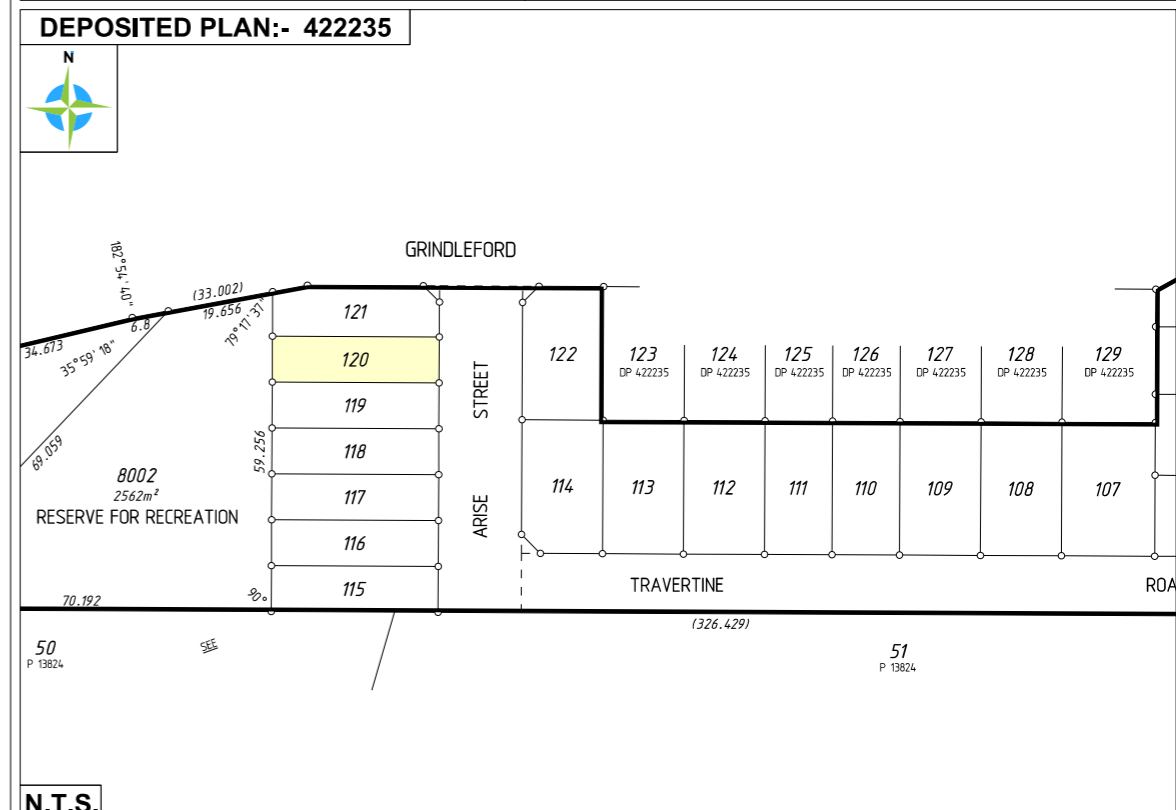 DEPOSITED PLAN:- 422235
N
GRINDLEFORD
182°54'40"
(33.002)
19.656
6.8
79°17'37"
34.673
35°59'18"
69.059
59.256
8002
2562m²
RESERVE FOR RECREATION
121
120
119
118
117
116
115
STREET
ARISE
122
123
DP 422235
124
DP 422235
125
DP 422235
126
DP 422235
127
DP 422235
128
DP 422235
129
DP 422235
114
113
112
111
110
109
108
107
TRAVERTINE
ROA
90°
70.192
(326.429)
50
P 13824
SEE
51
P 13824
N.T.S.